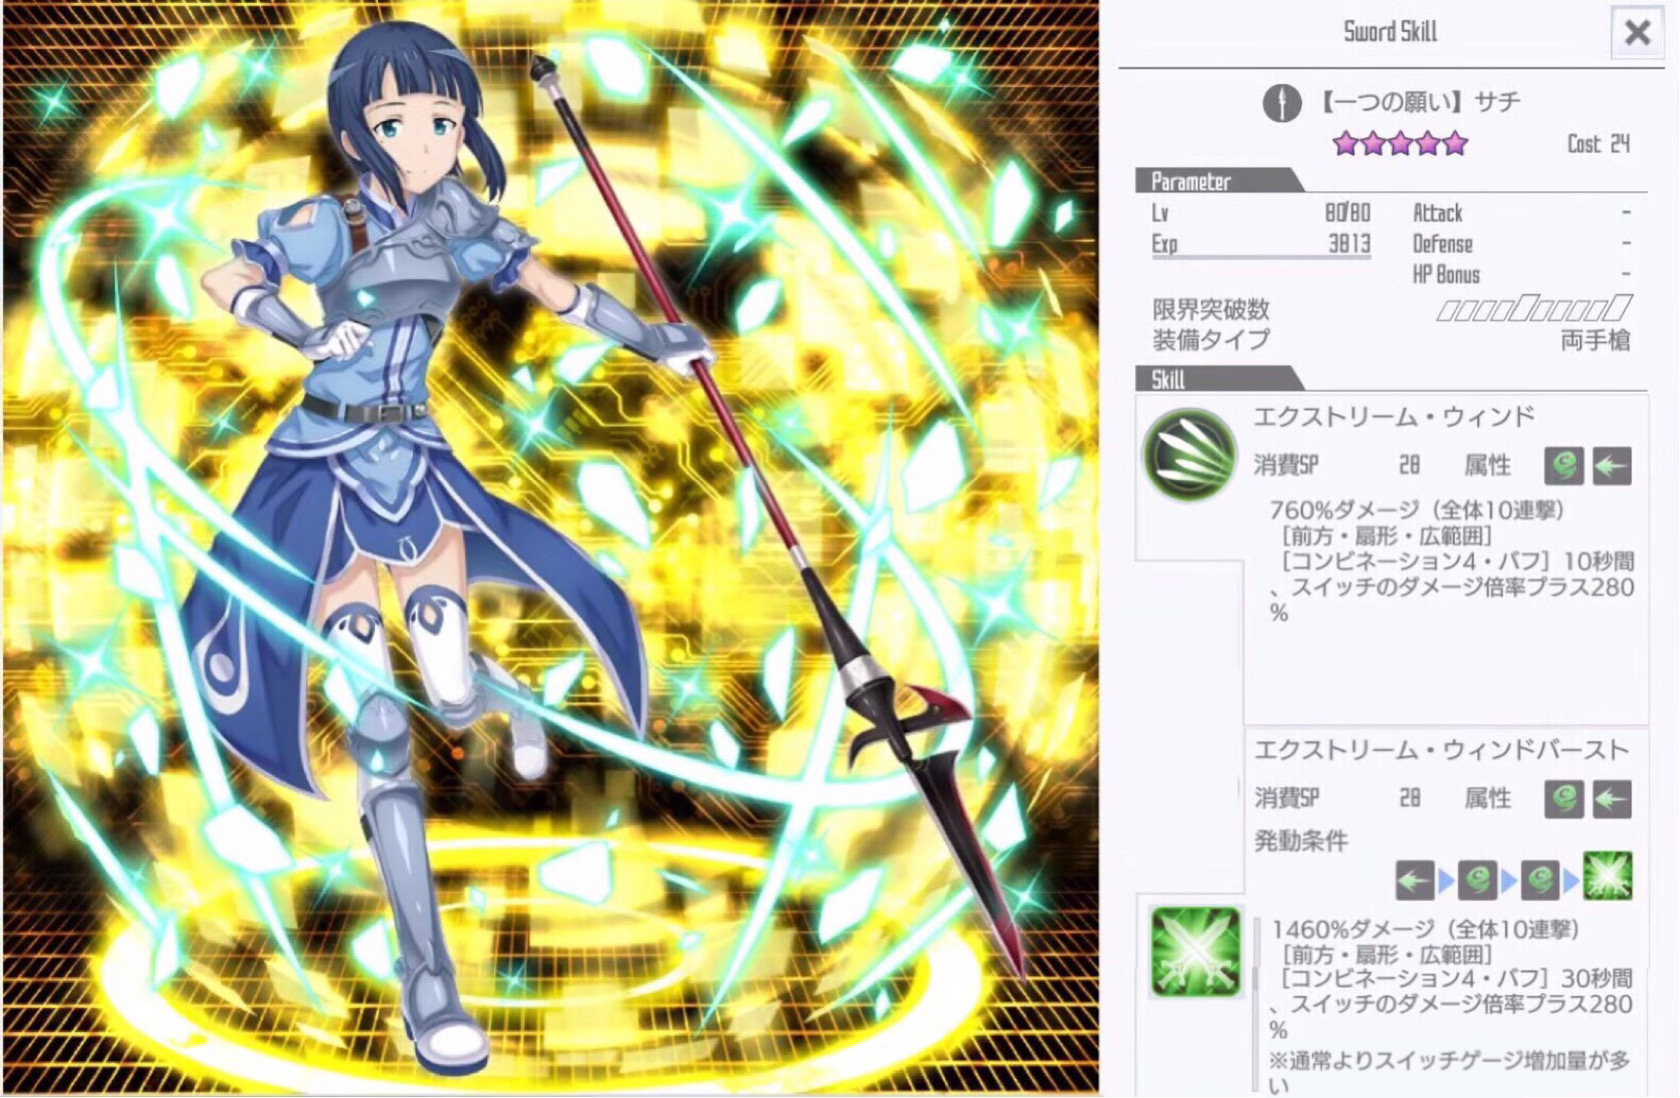 Sword Skill
【一つの願い】サチ
Cost 24
Parameter
Lv 80/80
Exp 3813
Attack -
Defense -
HP Bonus -
限界突破数
装備タイプ 両手槍
Skill
エクストリーム・ウィンド
消費SP 28 属性
760%ダメージ（全体10連撃）
［前方・扇形・広範囲］
［コンビネーション4・バフ］10秒間
、スイッチのダメージ倍率プラス280
%
エクストリーム・ウィンドバースト
消費SP 28 属性
発動条件
1460%ダメージ（全体10連撃）
［前方・扇形・広範囲］
［コンビネーション4・バフ］30秒間
、スイッチのダメージ倍率プラス280
%
※通常よりスイッチゲージ増加量が多
い